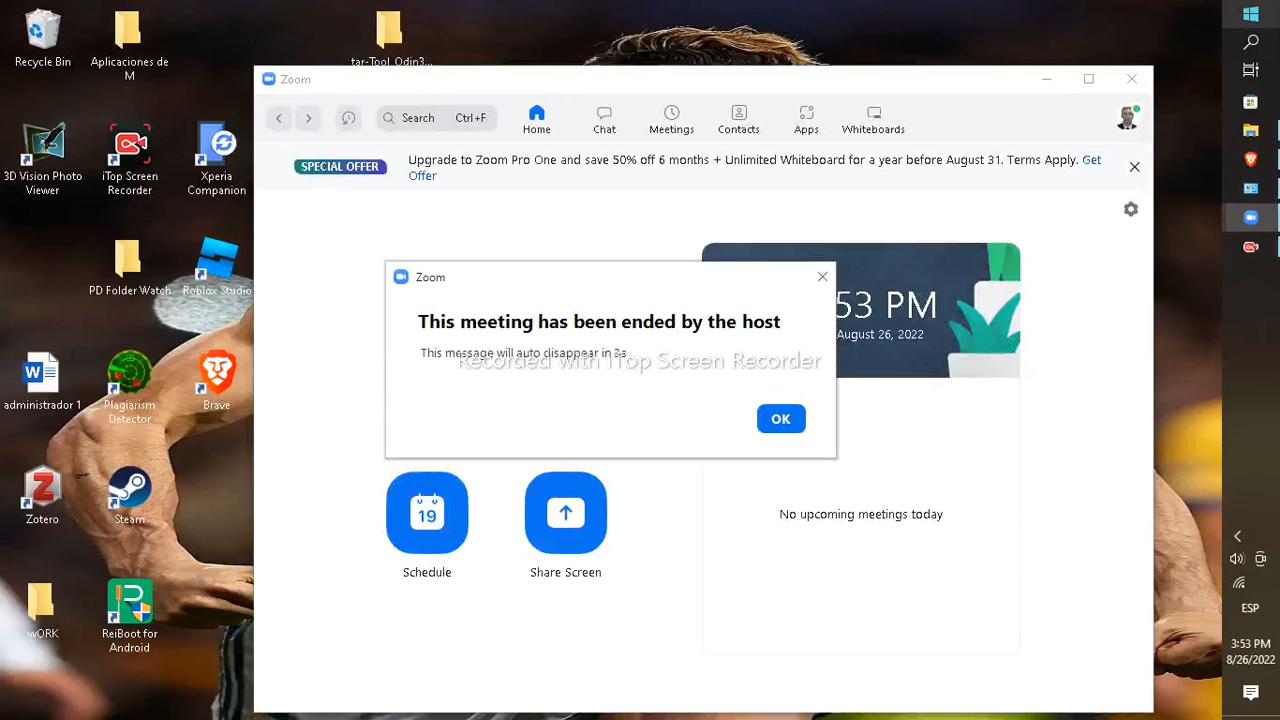 Recycle Bin
Aplicaciones de
M
tar-Tool_Odin3...
3D Vision Photo
Viewer
iTop Screen
Recorder
Xperia
Companion
PD Folder Watch
Roblox Studio
administrador 1
Plagiarism
Detector
Brave
Zotero
Steam
wORK
ReiBoot for
Android
Zoom
Search
Ctrl+F
Home
Chat
Meetings
Contacts
Apps
Whiteboards
SPECIAL OFFER
Upgrade to Zoom Pro One and save 50% off 6 months + Unlimited Whiteboard for a year before August 31. Terms Apply. Get
Offer
:53 PM
August 26, 2022
Zoom
This meeting has been ended by the host
This message will auto disappear in
Recorded with iTop Screen Recorder
OK
19
Schedule
Share Screen
No upcoming meetings today
ESP
3:53 PM
8/26/2022